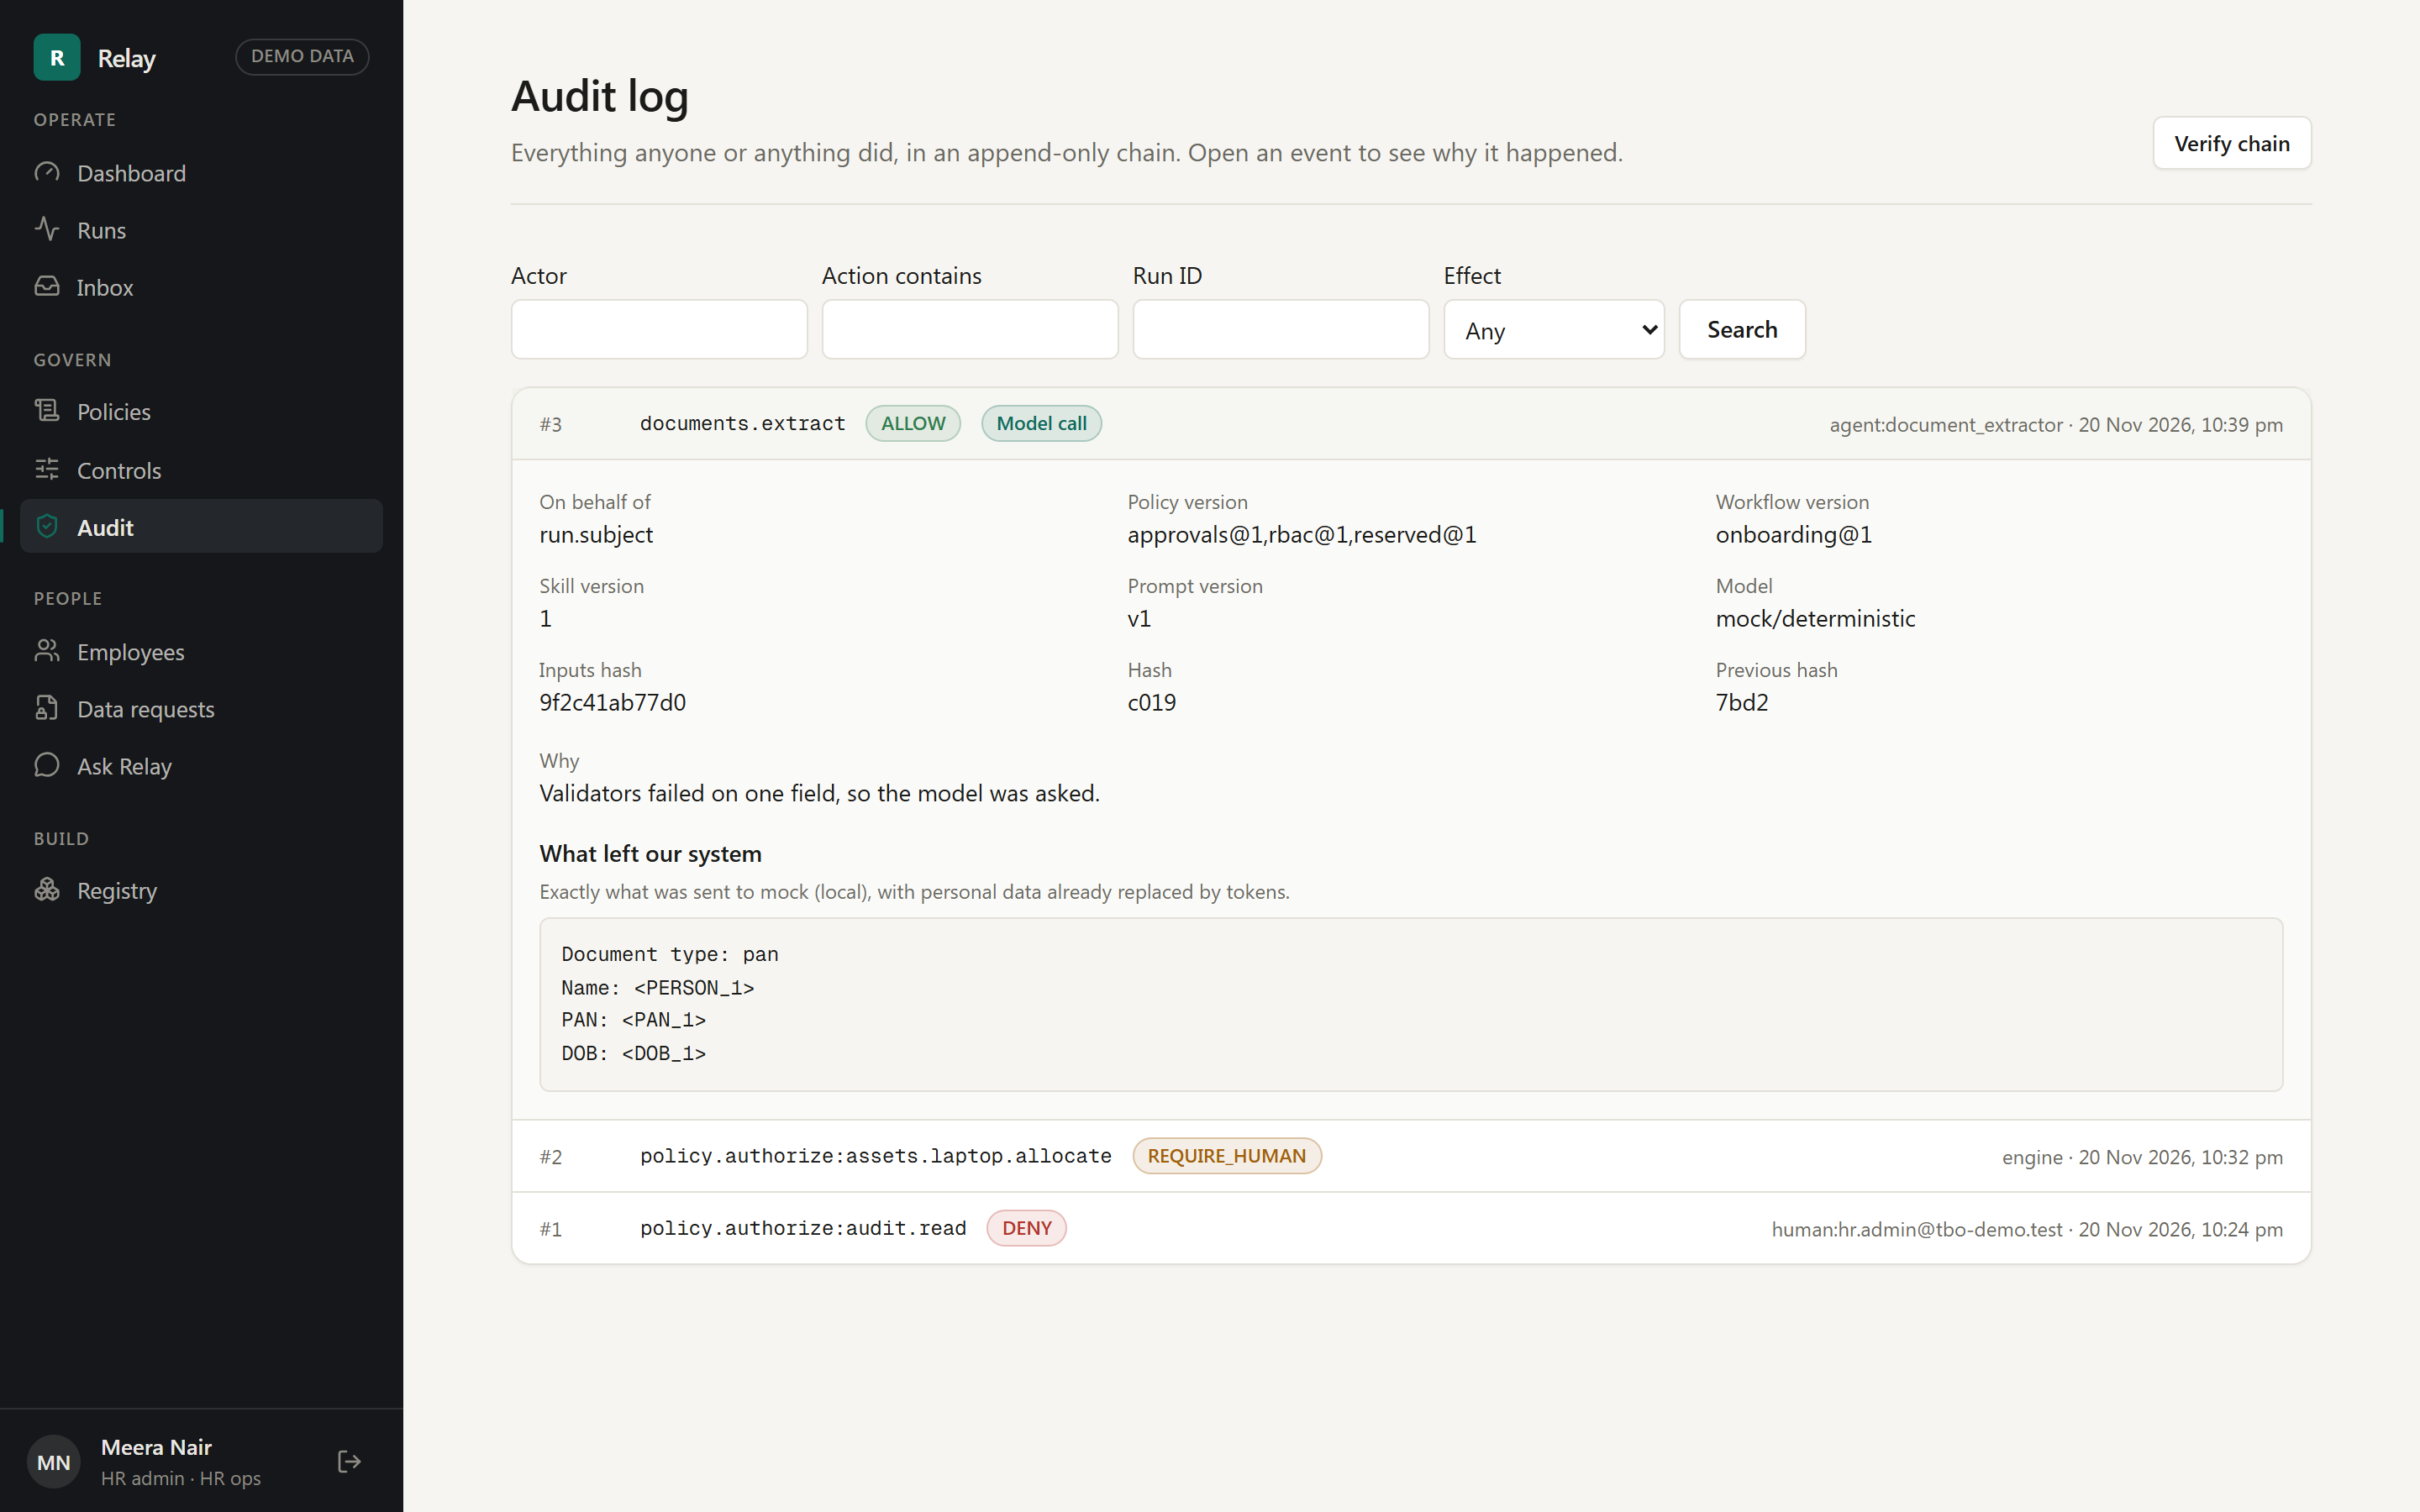 R Relay DEMO DATA
OPERATE
Dashboard
Runs
Inbox
GOVERN
Policies
Controls
Audit
PEOPLE
Employees
Data requests
Ask Relay
BUILD
Registry
MN Meera Nair
HR admin · HR ops
Audit log
Everything anyone or anything did, in an append-only chain. Open an event to see why it happened.
Verify chain
Actor Action contains Run ID Effect
Any Search
#3 documents.extract ALLOW Model call agent:document_extractor · 20 Nov 2026, 10:39 pm
On behalf of Policy version Workflow version
run.subject approvals@1,rbac@1,reserved@1 onboarding@1
Skill version Prompt version Model
1 v1 mock/deterministic
Inputs hash Hash Previous hash
9f2c41ab77d0 c019 7bd2
Why
Validators failed on one field, so the model was asked.
What left our system
Exactly what was sent to mock (local), with personal data already replaced by tokens.
Document type: pan
Name: <PERSON_1>
PAN: <PAN_1>
DOB: <DOB_1>
#2 policy.authorize:assets.laptop.allocate REQUIRE_HUMAN engine · 20 Nov 2026, 10:32 pm
#1 policy.authorize:audit.read DENY human:hr.admin@tbo-demo.test · 20 Nov 2026, 10:24 pm